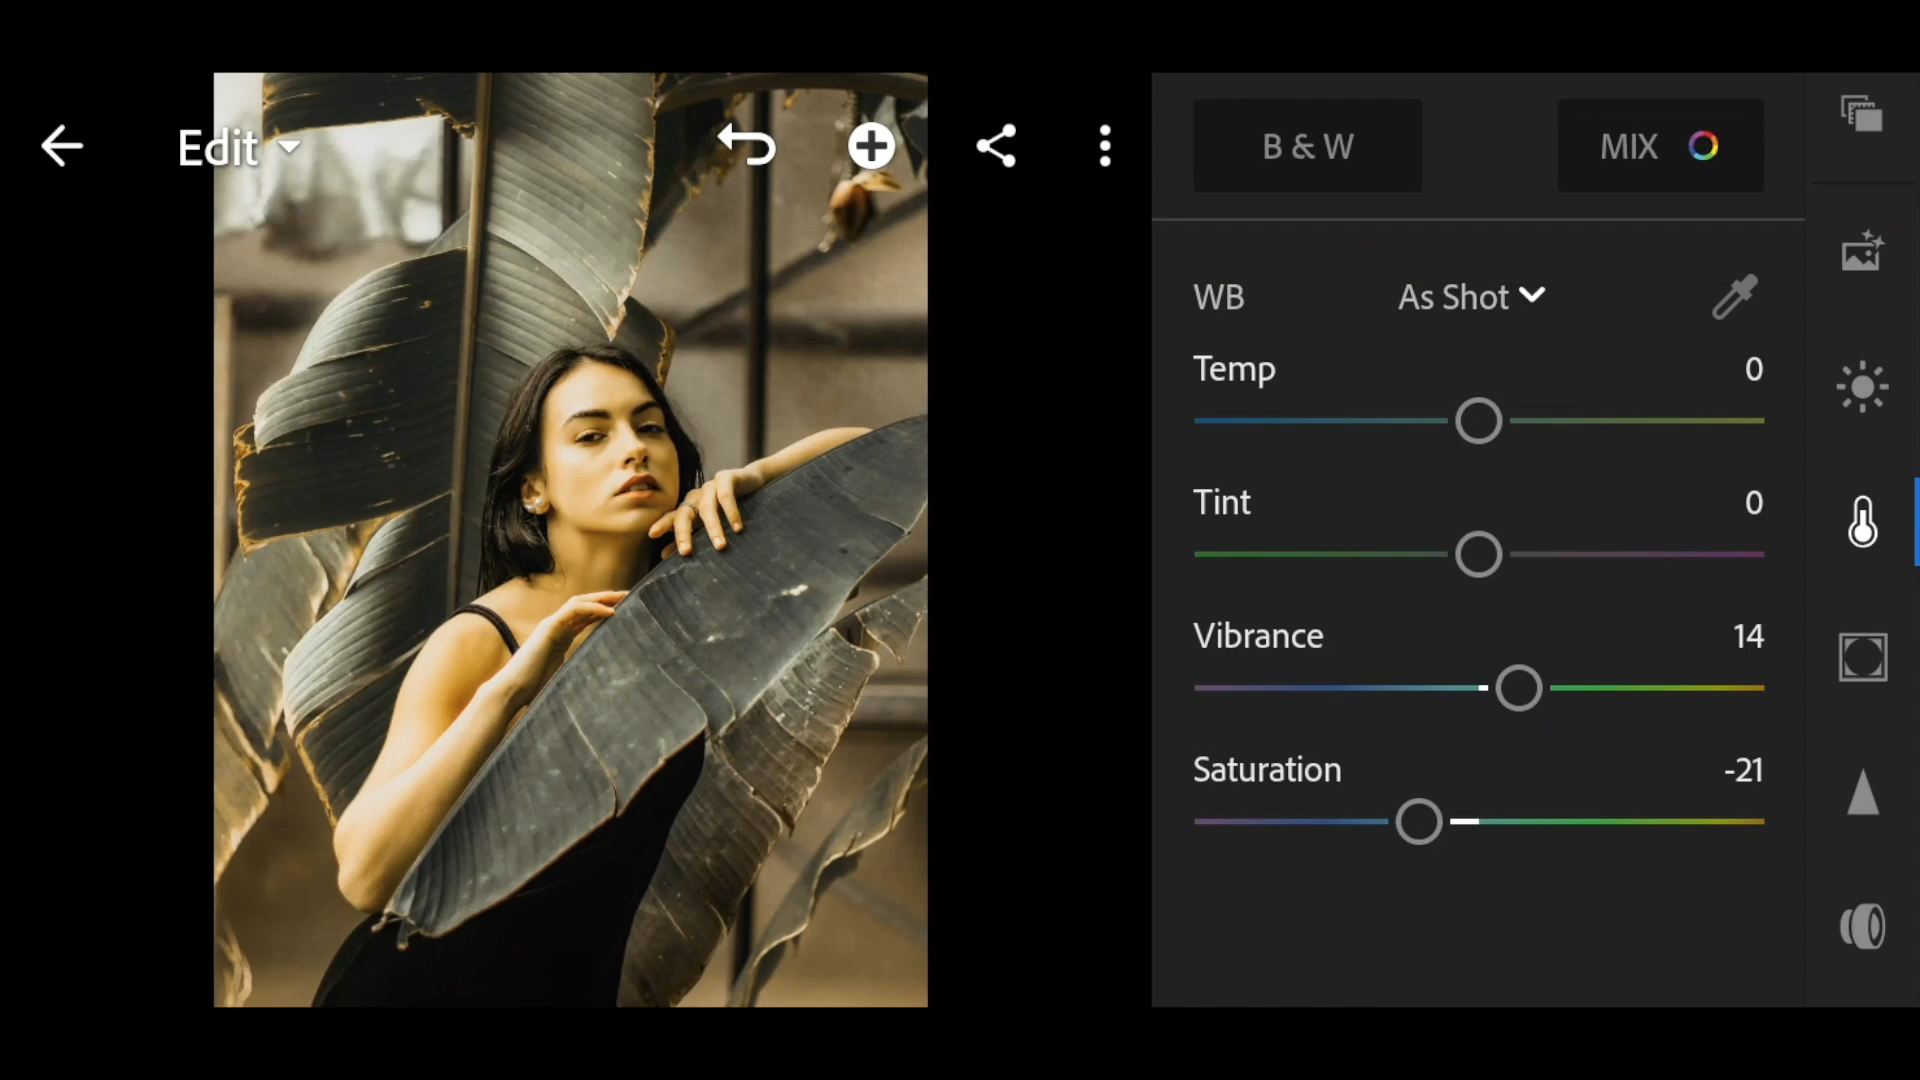 Edit
B & W
MIX
WB As Shot
Temp 0
Tint 0
Vibrance 14
Saturation -21